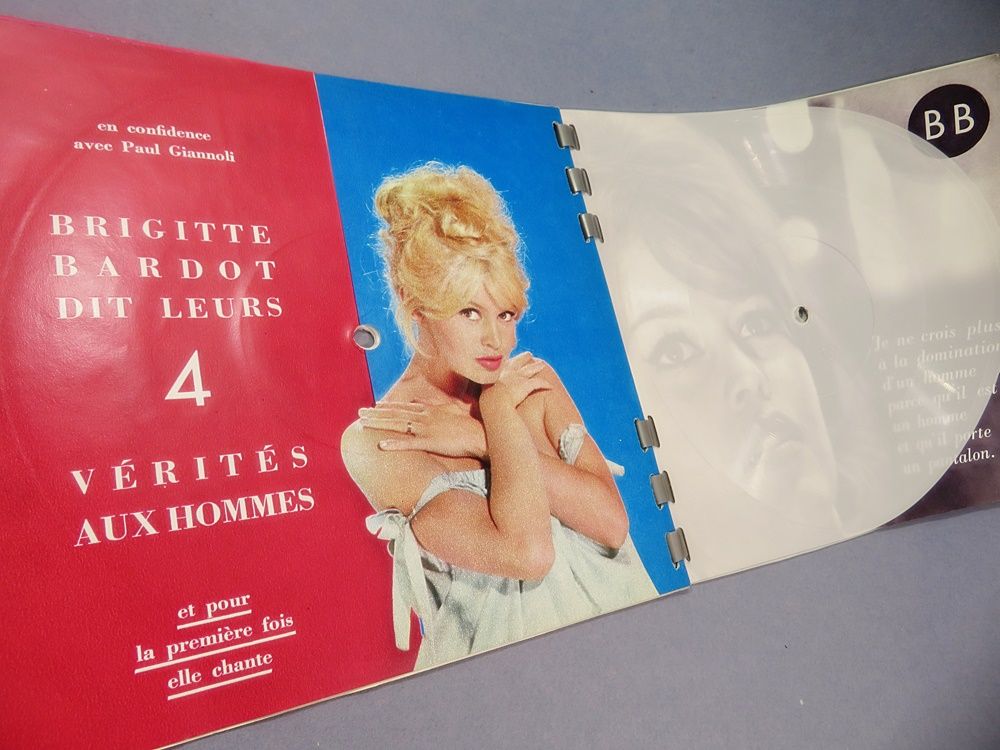 en confidence
avec Paul Giannoli
BRIGITTE
BARDOT
DIT LEURS
4
VÉRITÉS
AUX HOMMES
et pour
la première fois
elle chante
BB
Je ne crois plus
à la domination
d'un homme
parce qu'il est
un homme
et qu'il porte
un pantalon.